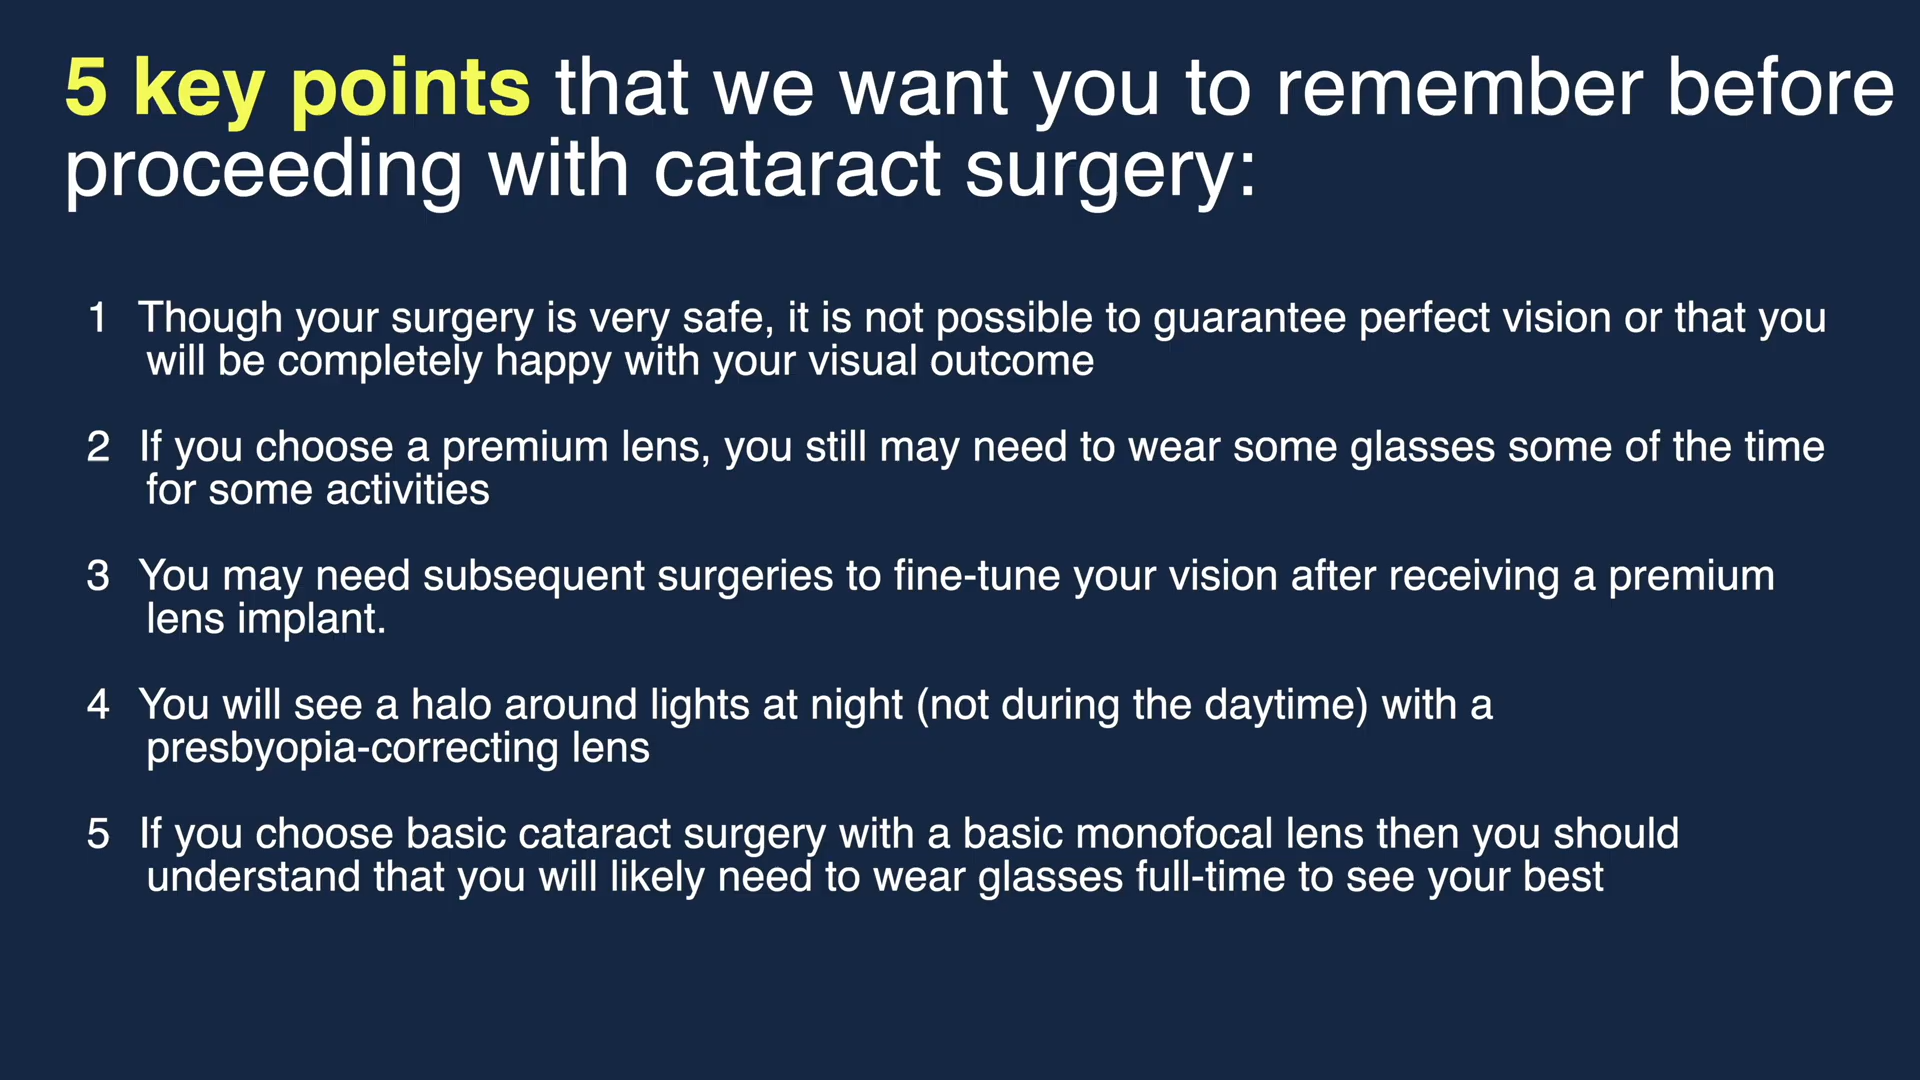 5 key points that we want you to remember before
proceeding with cataract surgery:
1 Though your surgery is very safe, it is not possible to guarantee perfect vision or that you
will be completely happy with your visual outcome
2 If you choose a premium lens, you still may need to wear some glasses some of the time
for some activities
3 You may need subsequent surgeries to fine-tune your vision after receiving a premium
lens implant.
4 You will see a halo around lights at night (not during the daytime) with a
presbyopia-correcting lens
5 If you choose basic cataract surgery with a basic monofocal lens then you should
understand that you will likely need to wear glasses full-time to see your best